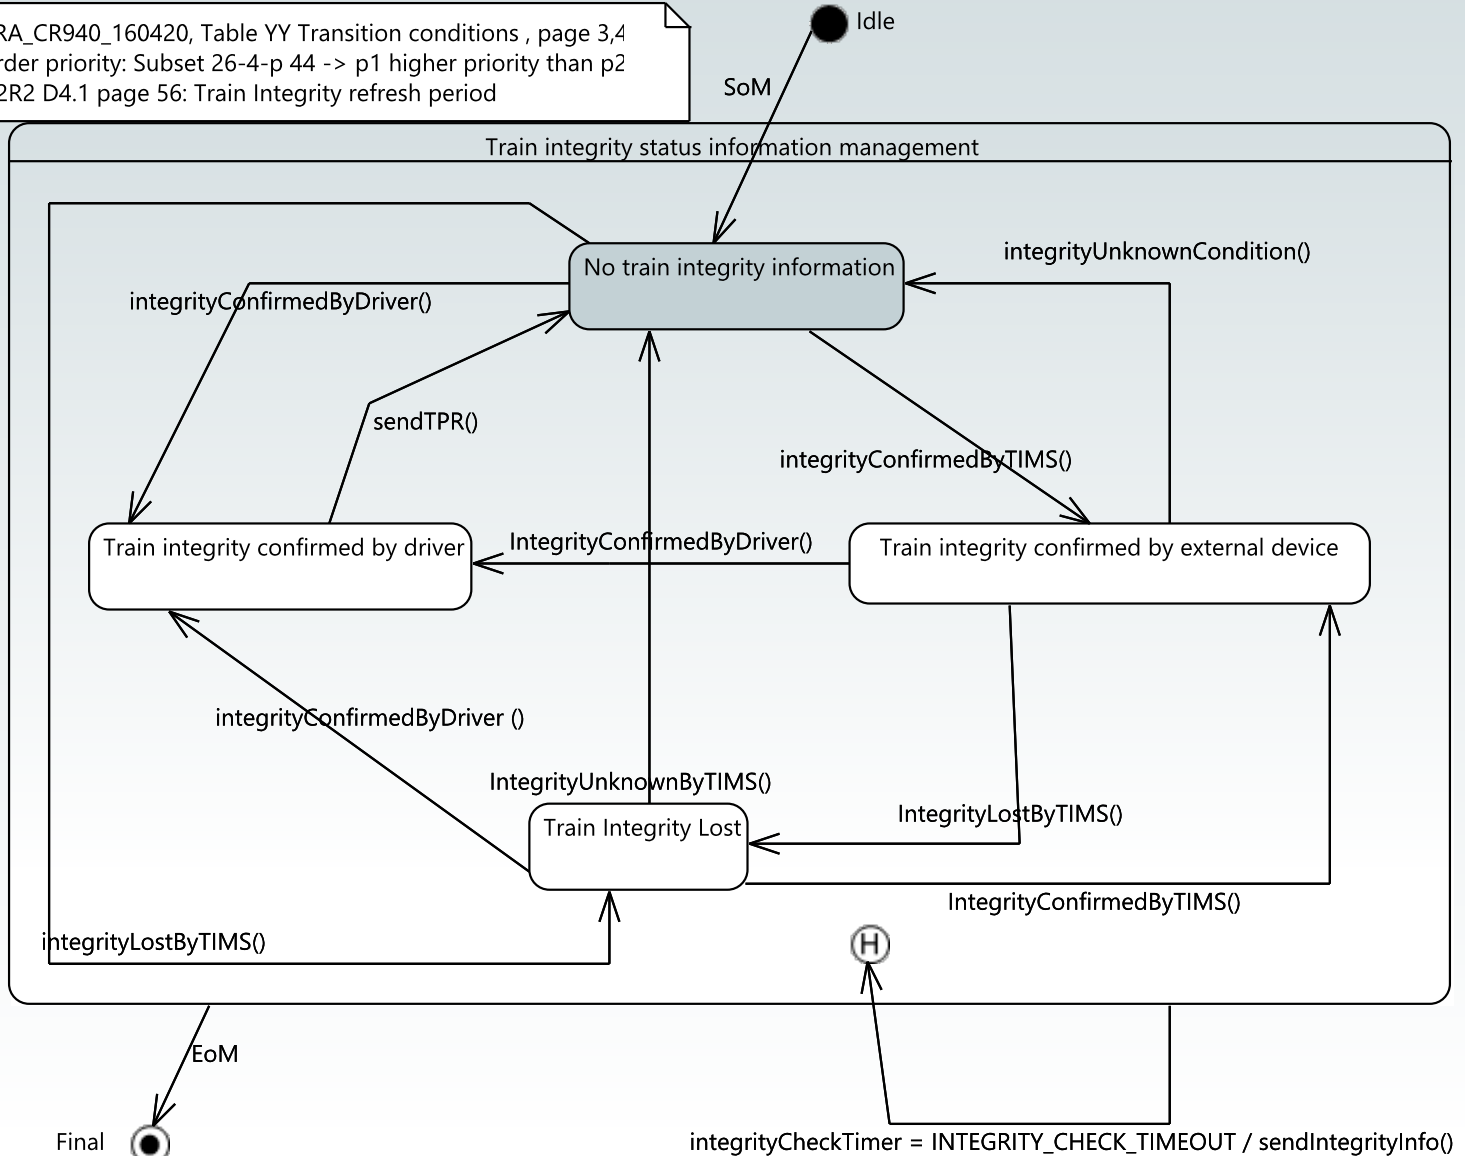 RA_CR940_160420, Table YY Transition conditions , page 3,4
rder priority: Subset 26-4-p 44 -> p1 higher priority than p2
2R2 D4.1 page 56: Train Integrity refresh period
Idle
SoM
Train integrity status information management
No train integrity information
integrityUnknownCondition()
integrityConfirmedByDriver()
sendTPR()
integrityConfirmedByTIMS()
Train integrity confirmed by driver
IntegrityConfirmedByDriver()
Train integrity confirmed by external device
integrityConfirmedByDriver ()
IntegrityUnknownByTIMS()
Train Integrity Lost
IntegrityLostByTIMS()
IntegrityConfirmedByTIMS()
integrityLostByTIMS()
H
EoM
Final
integrityCheckTimer = INTEGRITY_CHECK_TIMEOUT / sendIntegrityInfo()